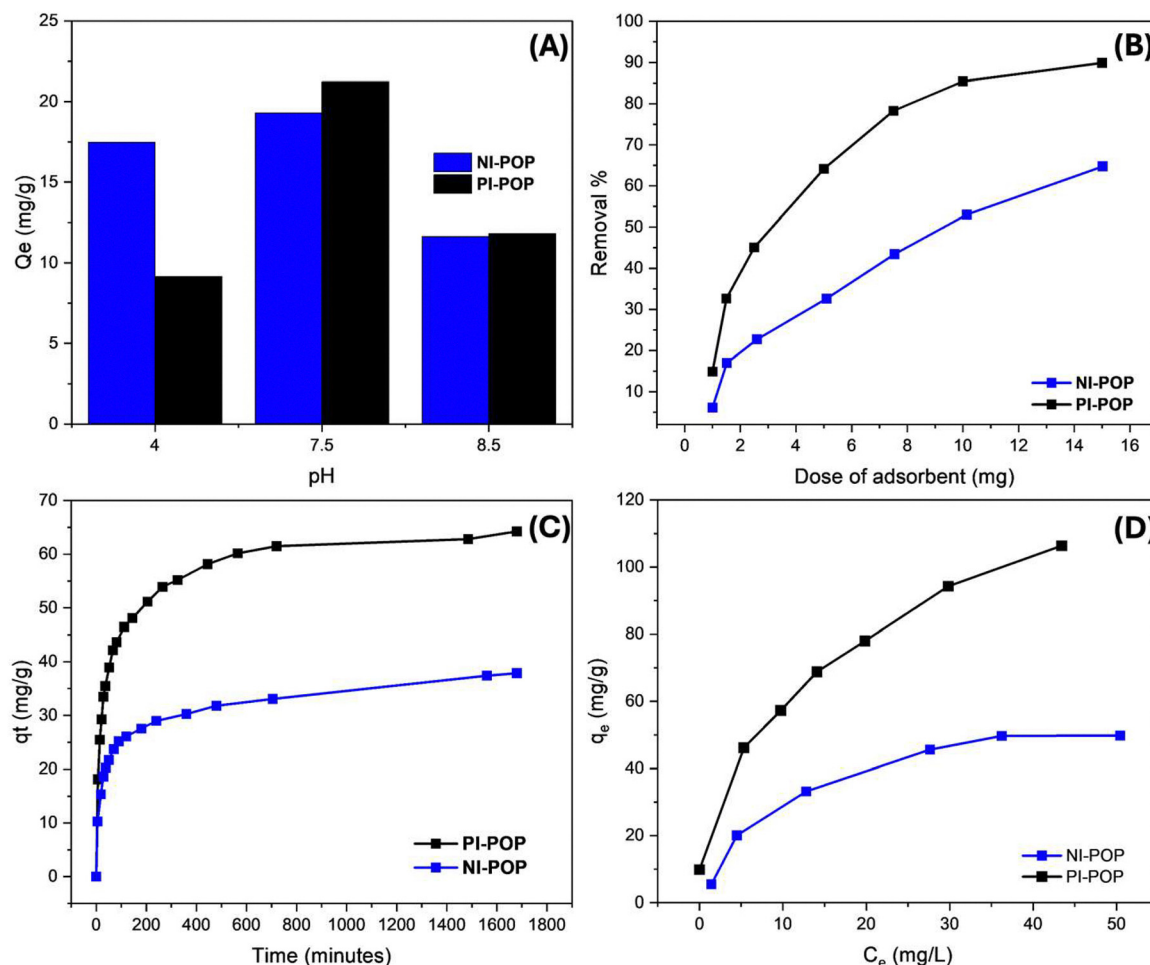 (A)
25
20
15
10
5
0
Qe (mg/g)
4
7.5
8.5
pH
NI-POP
PI-POP
(B)
100
90
80
70
60
50
40
30
20
10
Removal %
0 2 4 6 8 10 12 14 16
Dose of adsorbent (mg)
NI-POP
PI-POP
(C)
70
60
50
40
30
20
10
0
qt (mg/g)
0 200 400 600 800 1000 1200 1400 1600 1800
Time (minutes)
PI-POP
NI-POP
(D)
120
100
80
60
40
20
0
qe (mg/g)
0 10 20 30 40 50
Ce (mg/L)
NI-POP
PI-POP